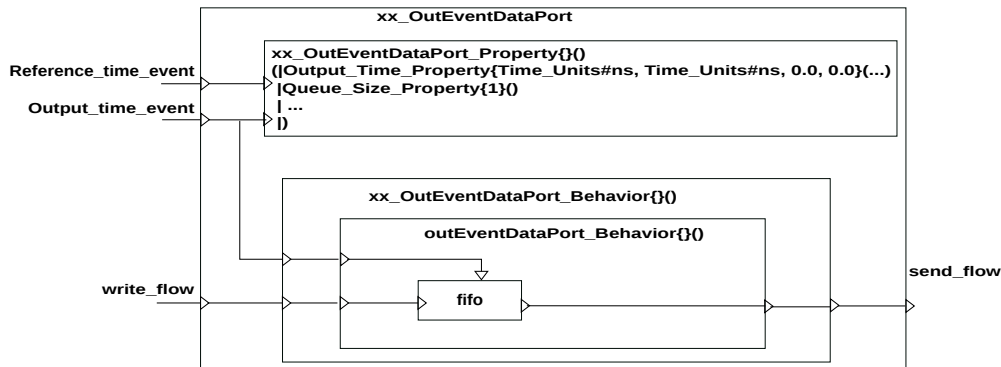 xx_OutEventDataPort
xx_OutEventDataPort_Property{}()
Reference_time_event
(|Output_Time_Property{Time_Units#ns, Time_Units#ns, 0.0, 0.0}(...)
|Queue_Size_Property{1}()
Output_time_event
| ...
|)
xx_OutEventDataPort_Behavior{}()
outEventDataPort_Behavior{}()
send_flow
write_flow
fifo